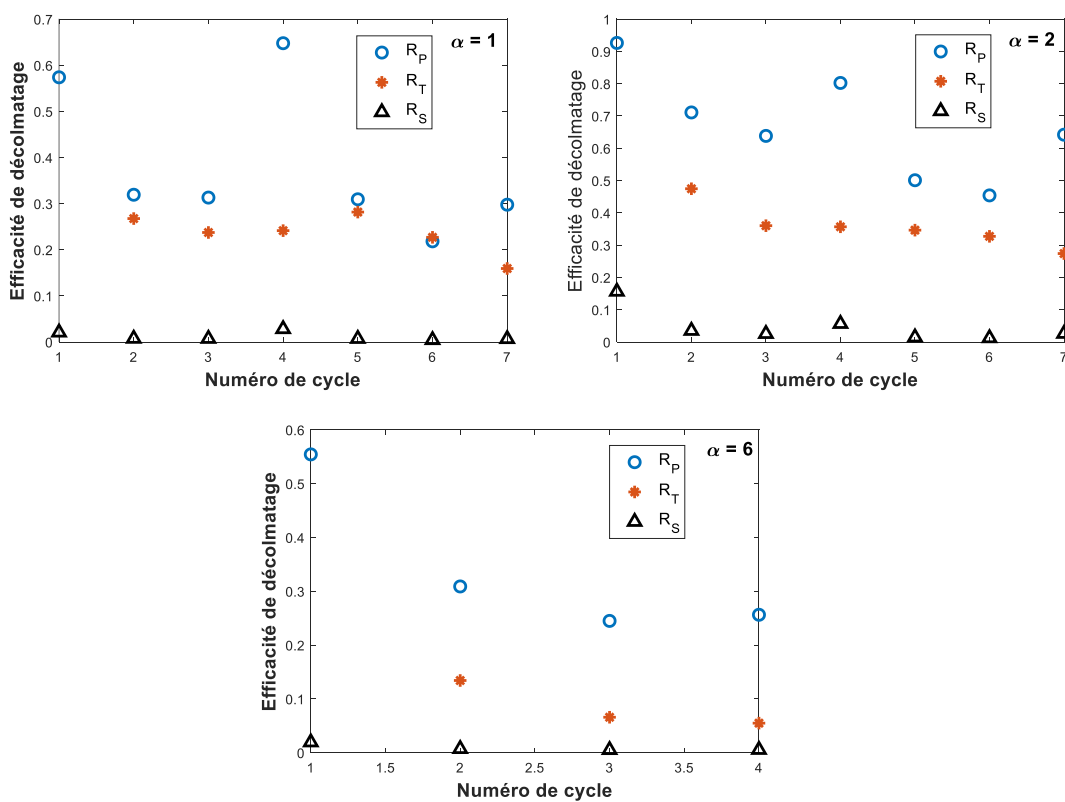 0.7
0.6
0.5
0.4
0.3
0.2
0.1
0
1
2
3
4
5
6
7
Efficacité de décolmatage
Numéro de cycle
α = 1
R_P
R_T
R_S
1
0.9
0.8
0.7
0.6
0.5
0.4
0.3
0.2
0.1
0
1
2
3
4
5
6
7
Efficacité de décolmatage
Numéro de cycle
α = 2
R_P
R_T
R_S
0.6
0.5
0.4
0.3
0.2
0.1
0
1
1.5
2
2.5
3
3.5
4
Efficacité de décolmatage
Numéro de cycle
α = 6
R_P
R_T
R_S